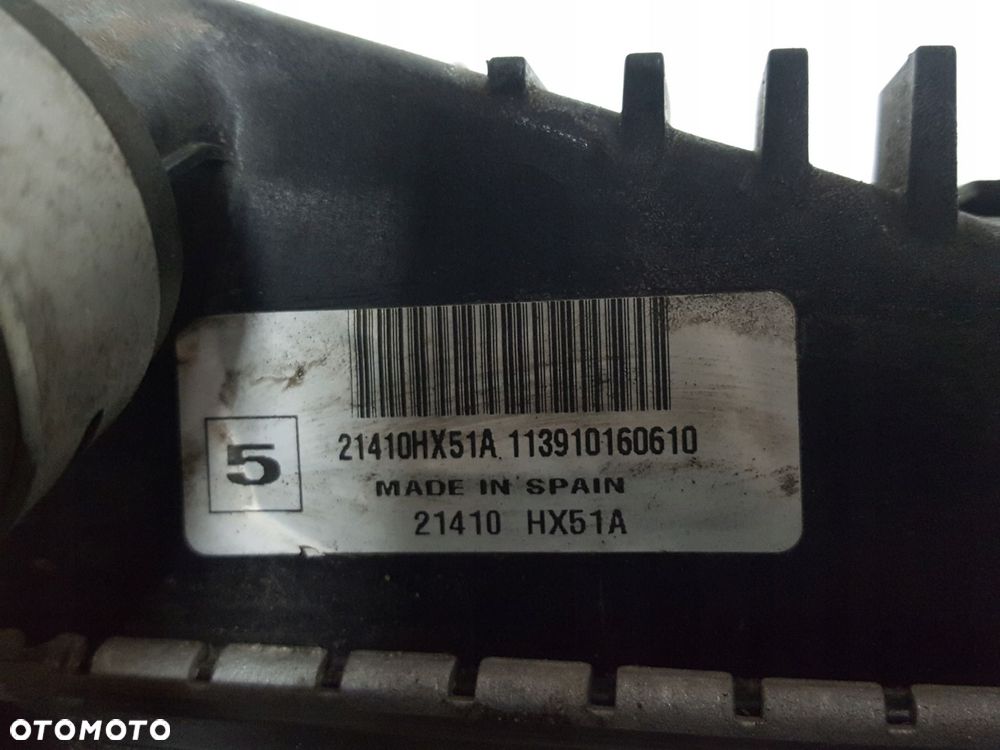 5
21410HX51A 113910160610
MADE IN SPAIN
21410 HX51A
OTOMOTO